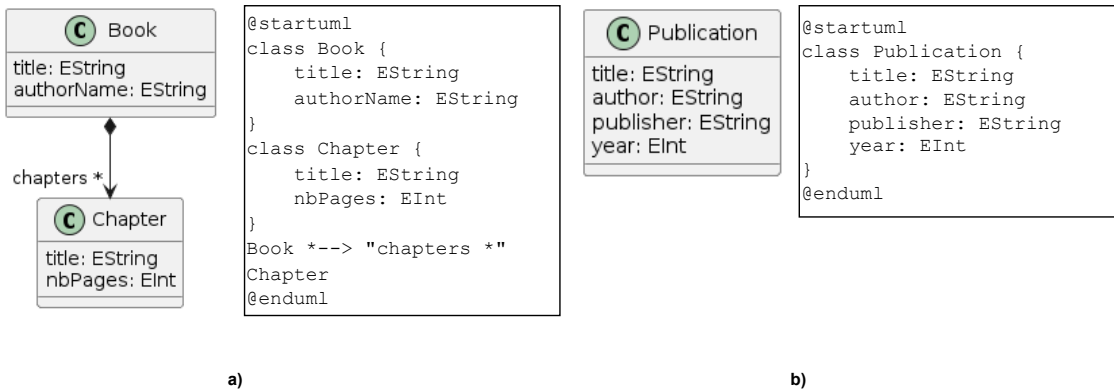 C Book
title: EString
authorName: EString
chapters *
C Chapter
title: EString
nbPages: EInt
@startuml
class Book {
    title: EString
    authorName: EString
}
class Chapter {
    title: EString
    nbPages: EInt
}
Book *--> "chapters *"
Chapter
@enduml
a)
C Publication
title: EString
author: EString
publisher: EString
year: EInt
@startuml
class Publication {
    title: EString
    author: EString
    publisher: EString
    year: EInt
}
@enduml
b)